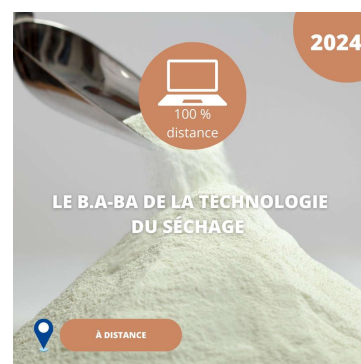 2024
100 %
distance
LE B.A-BA DE LA TECHNOLOGIE
DU SÉCHAGE
À DISTANCE